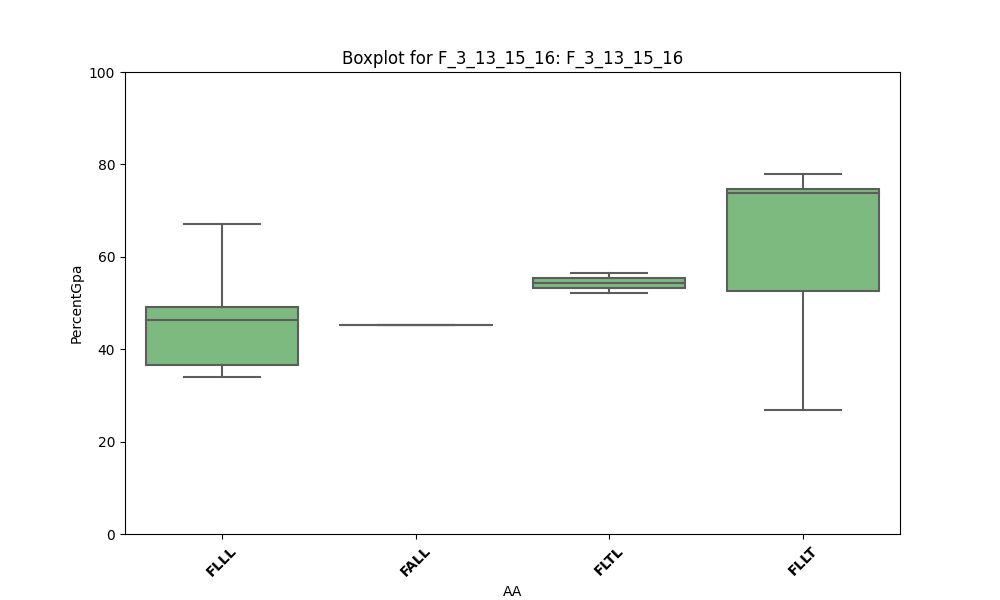 Boxplot for F_3_13_15_16: F_3_13_15_16
100
80
60
40
20
0
PercentGpa
FLLL
FALL
FLTL
FLLT
AA